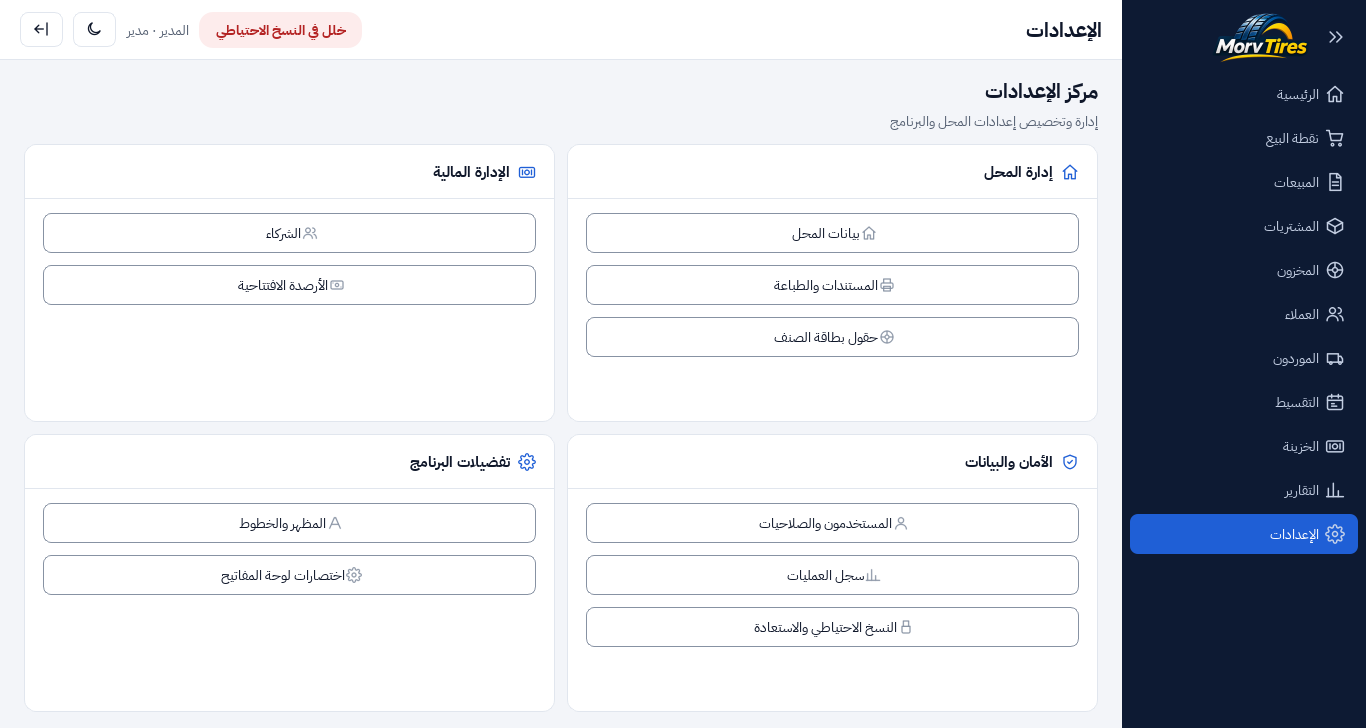 Morv Tires
الرئيسية
نقطة البيع
المبيعات
المشتريات
المخزون
العملاء
الموردون
التقسيط
الخزينة
التقارير
الإعدادات
الإعدادات
خلل في النسخ الاحتياطي
المدير · مدير
مركز الإعدادات
إدارة وتخصيص إعدادات المحل والبرنامج
إدارة المحل
بيانات المحل
المستندات والطباعة
حقول بطاقة الصنف
الإدارة المالية
الشركاء
الأرصدة الافتتاحية
الأمان والبيانات
المستخدمون والصلاحيات
سجل العمليات
النسخ الاحتياطي والاستعادة
تفضيلات البرنامج
المظهر والخطوط
اختصارات لوحة المفاتيح